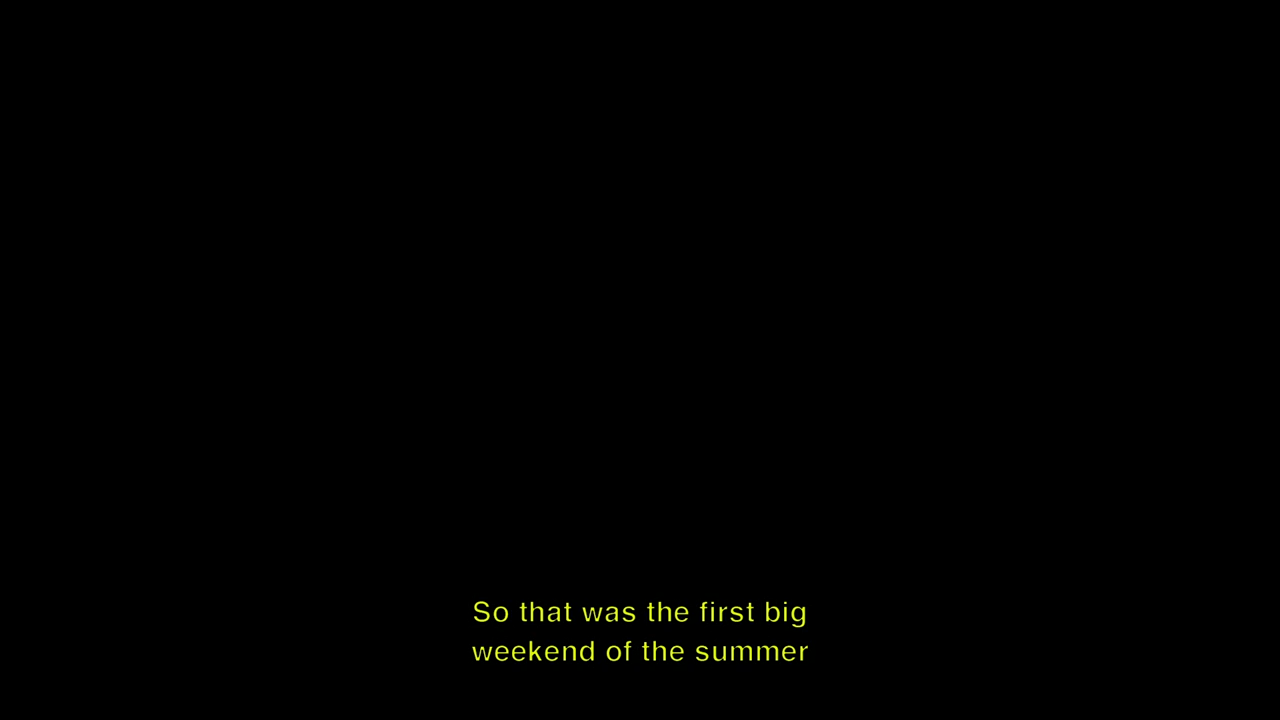 So that was the first big
weekend of the summer